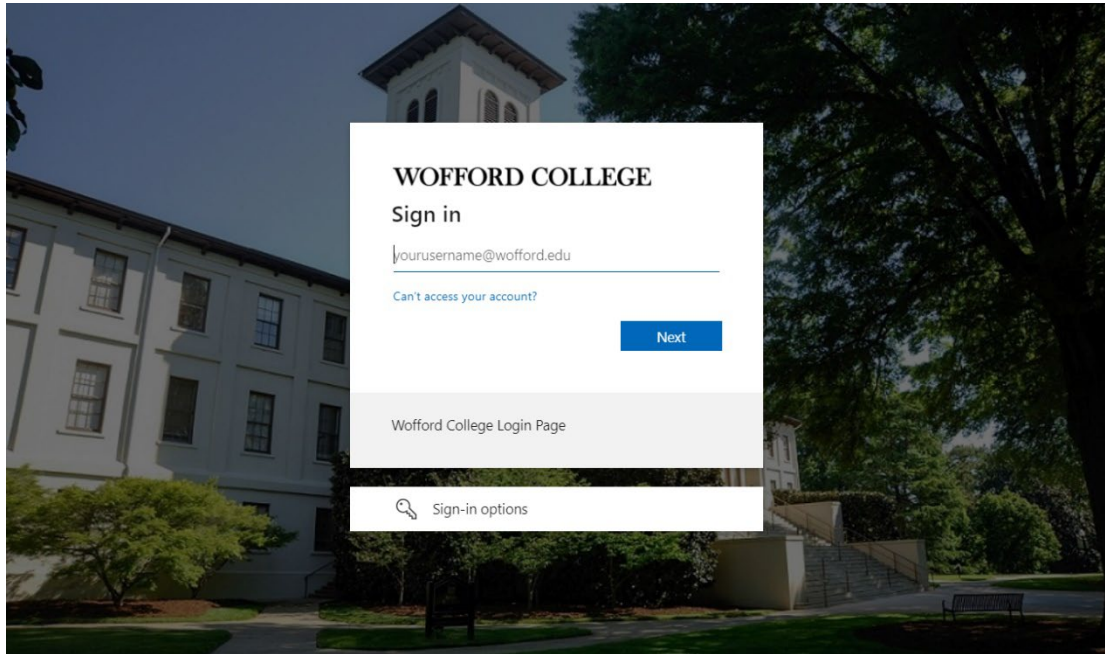 WOFFORD COLLEGE
Sign in
yourusername@wofford.edu
Can't access your account?
Next
Wofford College Login Page
Sign-in options